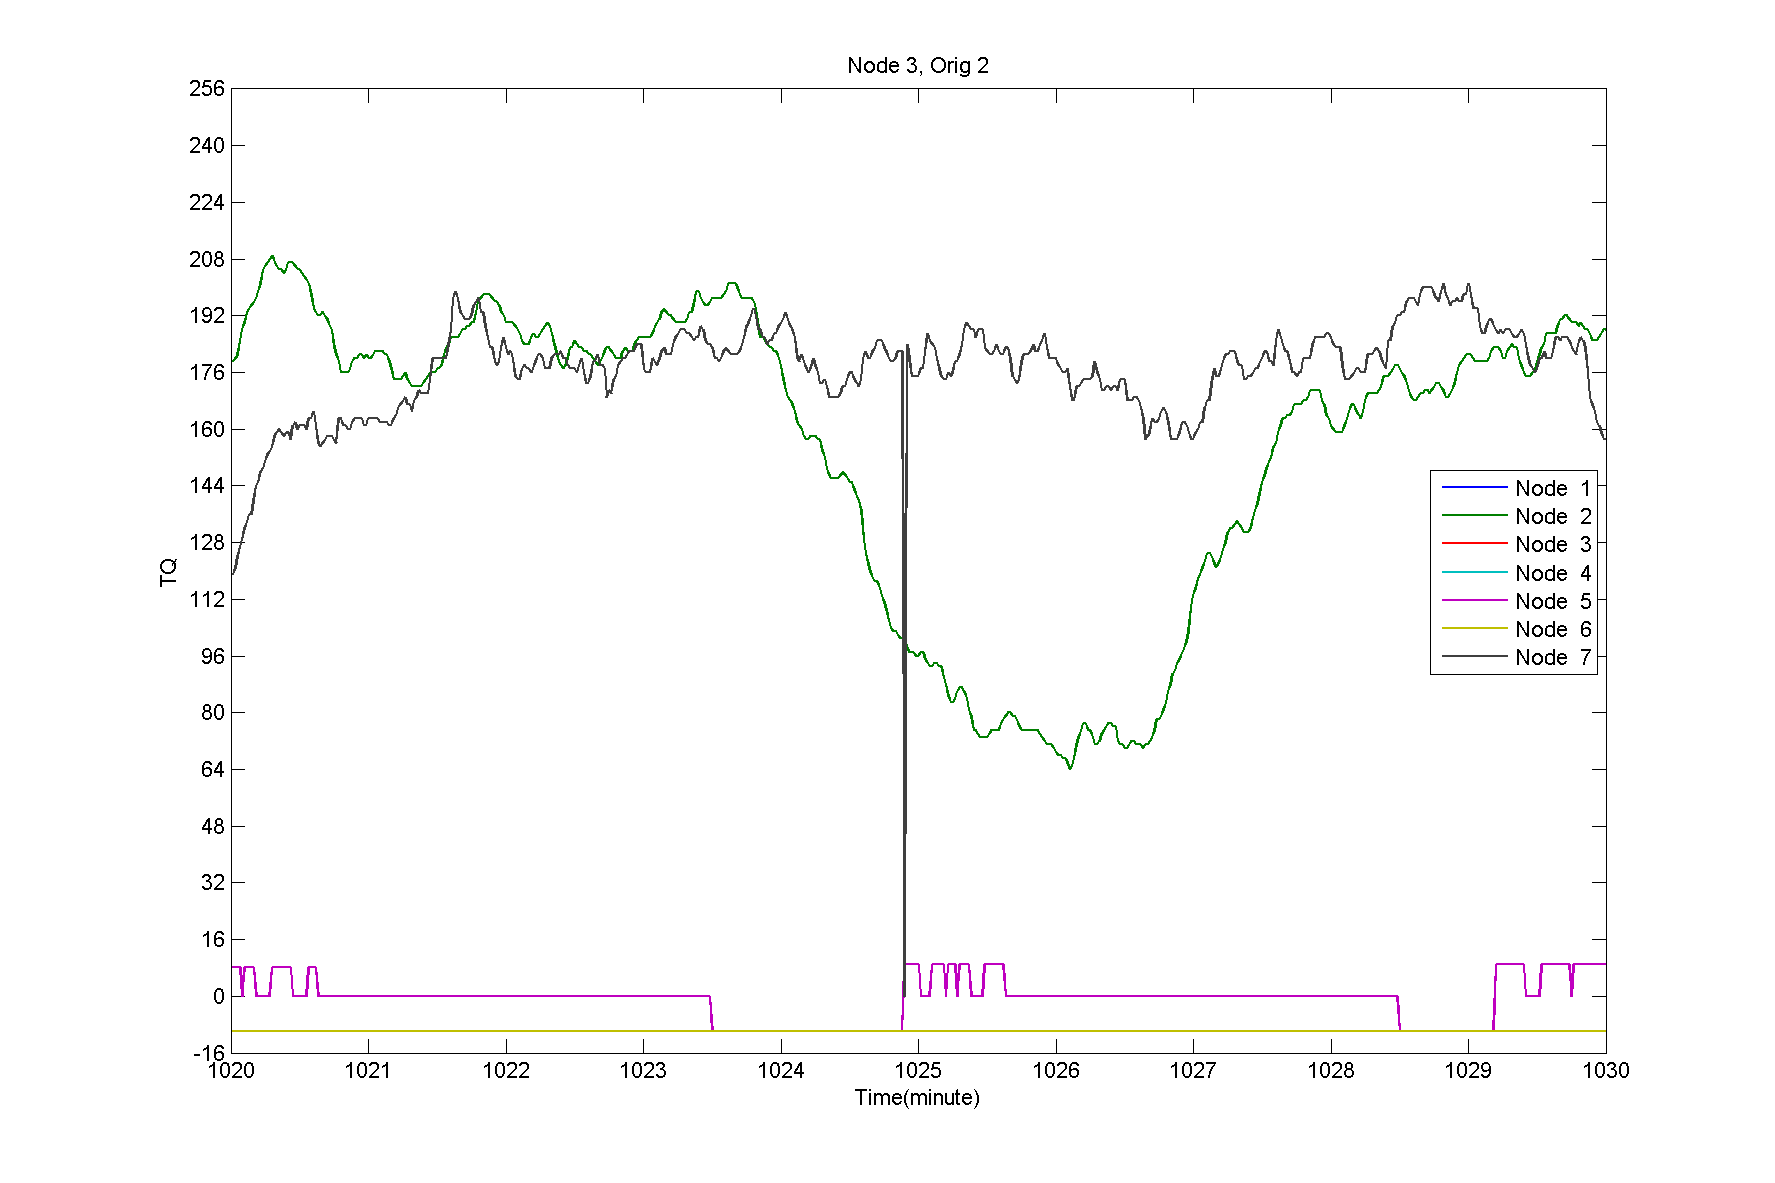 Node 3, Orig 2
256
240
224
208
192
176
160
144
128
112
96
80
64
48
32
16
0
-16
TQ
Node 1
Node 2
Node 3
Node 4
Node 5
Node 6
Node 7
1020 1021 1022 1023 1024 1025 1026 1027 1028 1029 1030
Time(minute)